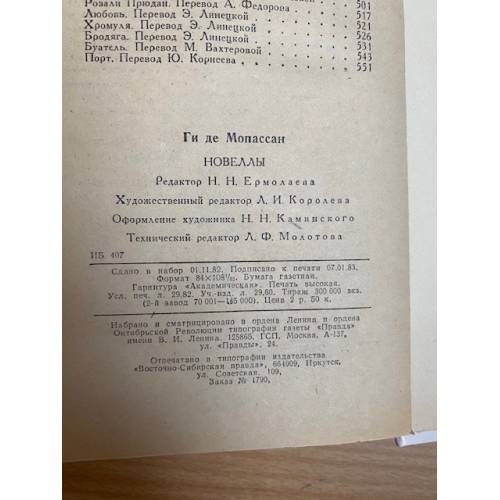 Розали Прюдан. Перевод А. Федорова 501
Любовь. Перевод Э. Линецкой 517
Хромуля. Перевод Э. Линецкой 521
Бродяга. Перевод Э. Линецкой 526
Буатель. Перевод М. Вахтеровой 531
Порт. Перевод Ю. Корнеева 543
551
Ги де Мопассан
НОВЕЛЛЫ
Редактор Н. Н. Ермолаева
Художественный редактор Л. И. Королева
Оформление художника Н. Н. Каминского
Технический редактор Л. Ф. Молотова
ИБ 407
Сдано в набор 01.11.82. Подписано к печати 07.01.83.
Формат 84×108 1/32. Бумага газетная.
Гарнитура «Академическая». Печать высокая.
Усл. печ. л. 29,82. Уч.-изд. л. 29,60. Тираж 300 000 экз.
(2-й завод 70 001—145 000). Цена 2 р. 50 к.
Набрано и сматрицировано в ордена Ленина и ордена
Октябрьской Революции типографии газеты «Правда»
имени В. И. Ленина. 125865, ГСП, Москва, А-137,
ул. «Правды», 24.
Отпечатано в типографии издательства
«Восточно-Сибирская правда», 664009, Иркутск,
ул. Советская, 109,
Заказ № 1790.